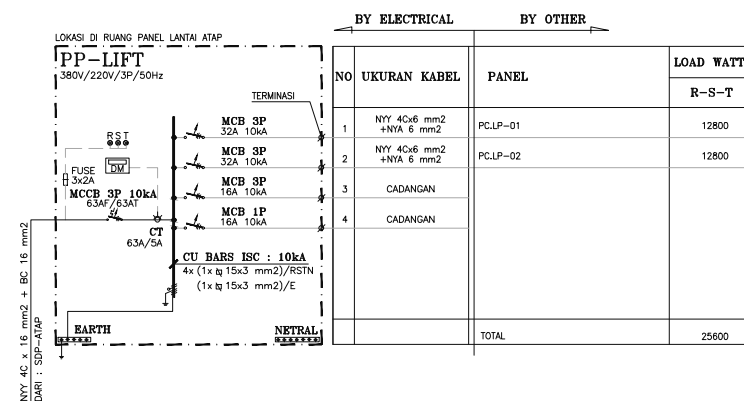 BY ELECTRICAL
BY OTHER
LOKASI DI RUANG PANEL LANTAI ATAP
PP-LIFT
380V/220V/3P/50Hz
TERMINASI
NO
UKURAN KABEL
PANEL
LOAD WATT
R-S-T
MCB 3P
32A 10kA
1
NYY 4Cx6 mm2
+NYA 6 mm2
PC.LP-01
12800
MCB 3P
32A 10kA
2
NYY 4Cx6 mm2
+NYA 6 mm2
PC.LP-02
12800
MCB 3P
16A 10kA
3
CADANGAN
MCB 1P
16A 10kA
4
CADANGAN
R S T
DM
FUSE
3x2A
MCCB 3P 10kA
63AF/63AT
CT
63A/5A
CU BARS ISC : 10kA
4x (1x 15x3 mm2)/RSTN
(1x 15x3 mm2)/E
EARTH
NETRAL
TOTAL
25600
NYY 4C x 16 mm2 + BC 16 mm2
DARI : SDP-ATAP